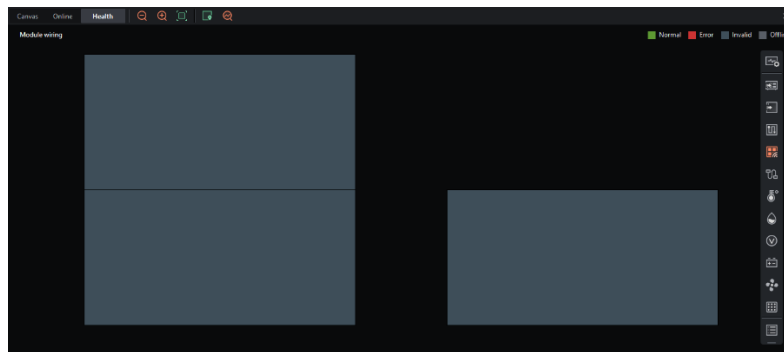 Canvas Online Health
Module wiring
Normal Error Invalid